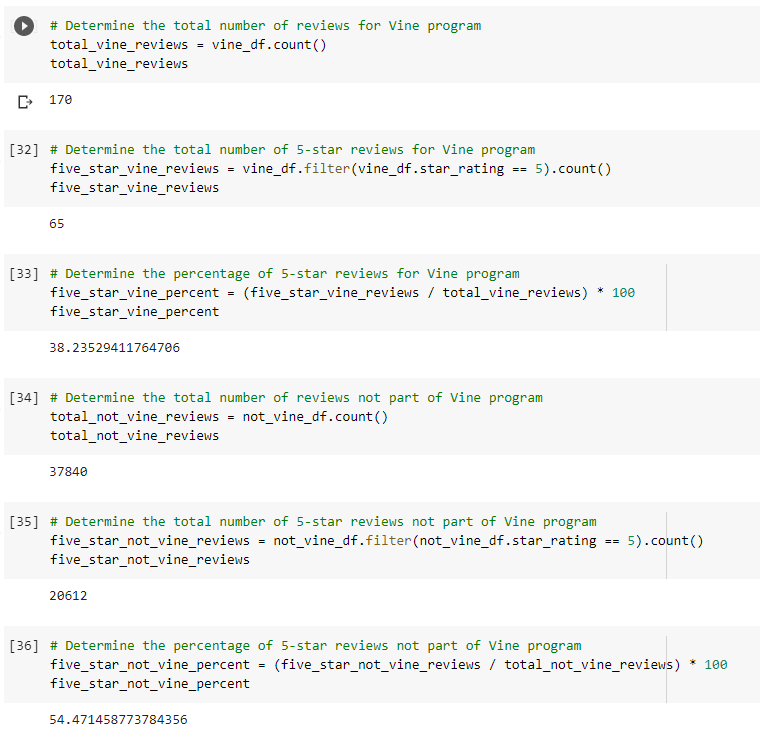 # Determine the total number of reviews for Vine program
total_vine_reviews = vine_df.count()
total_vine_reviews
170
[32] # Determine the total number of 5-star reviews for Vine program
five_star_vine_reviews = vine_df.filter(vine_df.star_rating == 5).count()
five_star_vine_reviews
65
[33] # Determine the percentage of 5-star reviews for Vine program
five_star_vine_percent = (five_star_vine_reviews / total_vine_reviews) * 100
five_star_vine_percent
38.23529411764706
[34] # Determine the total number of reviews not part of Vine program
total_not_vine_reviews = not_vine_df.count()
total_not_vine_reviews
37840
[35] # Determine the total number of 5-star reviews not part of Vine program
five_star_not_vine_reviews = not_vine_df.filter(not_vine_df.star_rating == 5).count()
five_star_not_vine_reviews
20612
[36] # Determine the percentage of 5-star reviews not part of Vine program
five_star_not_vine_percent = (five_star_not_vine_reviews / total_not_vine_reviews) * 100
five_star_not_vine_percent
54.471458773784356